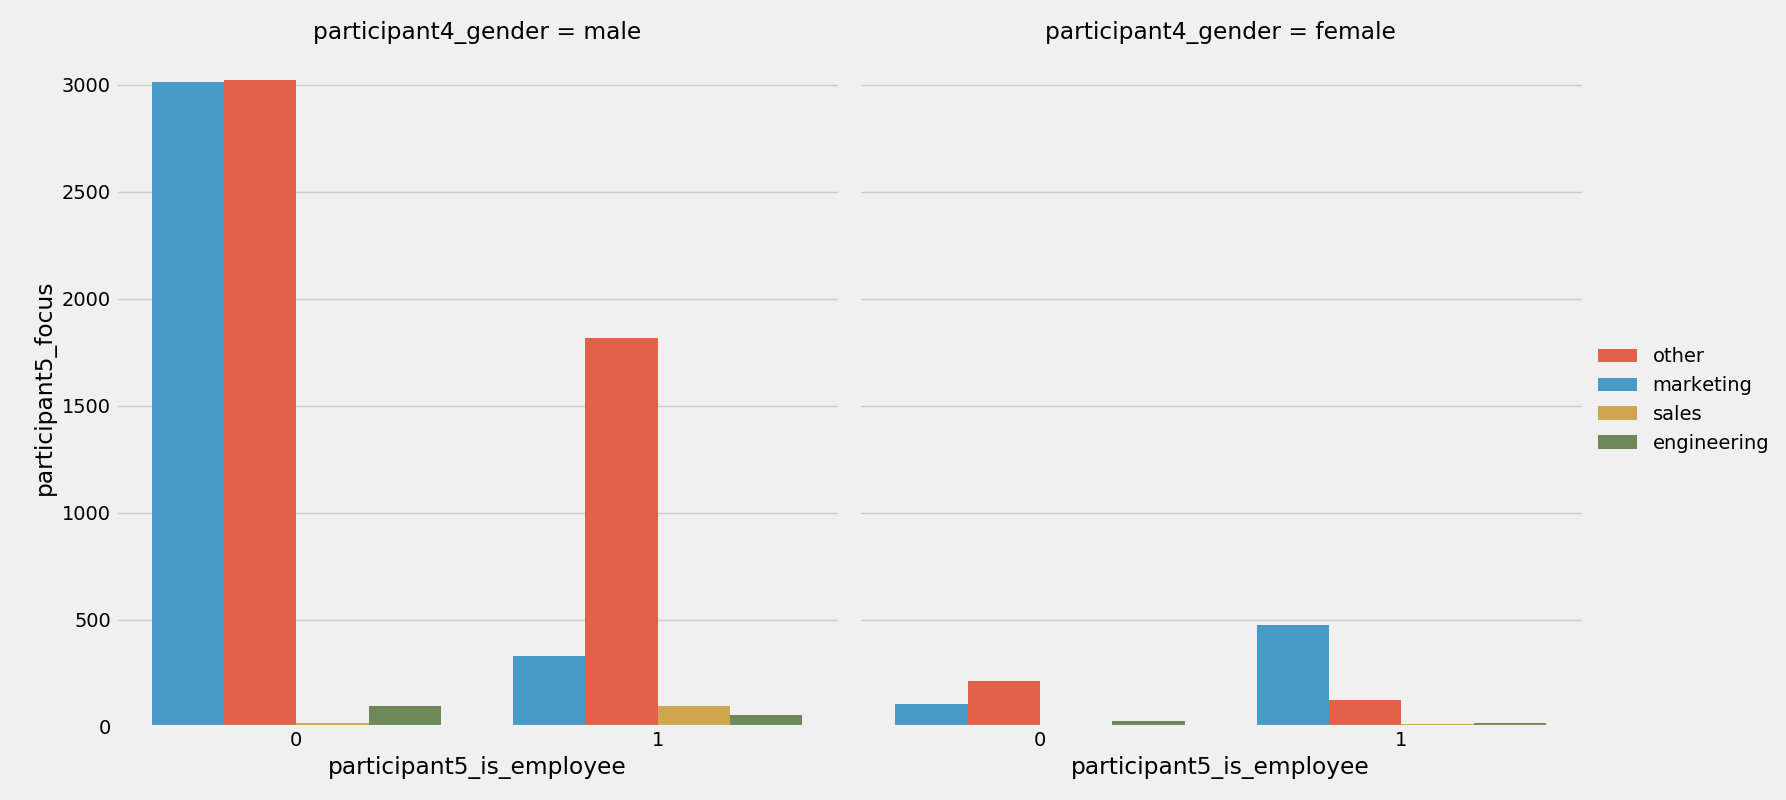 participant4_gender = male
participant4_gender = female
participant5_focus
3000
2500
2000
1500
1000
500
0
0
1
0
1
participant5_is_employee
participant5_is_employee
other
marketing
sales
engineering